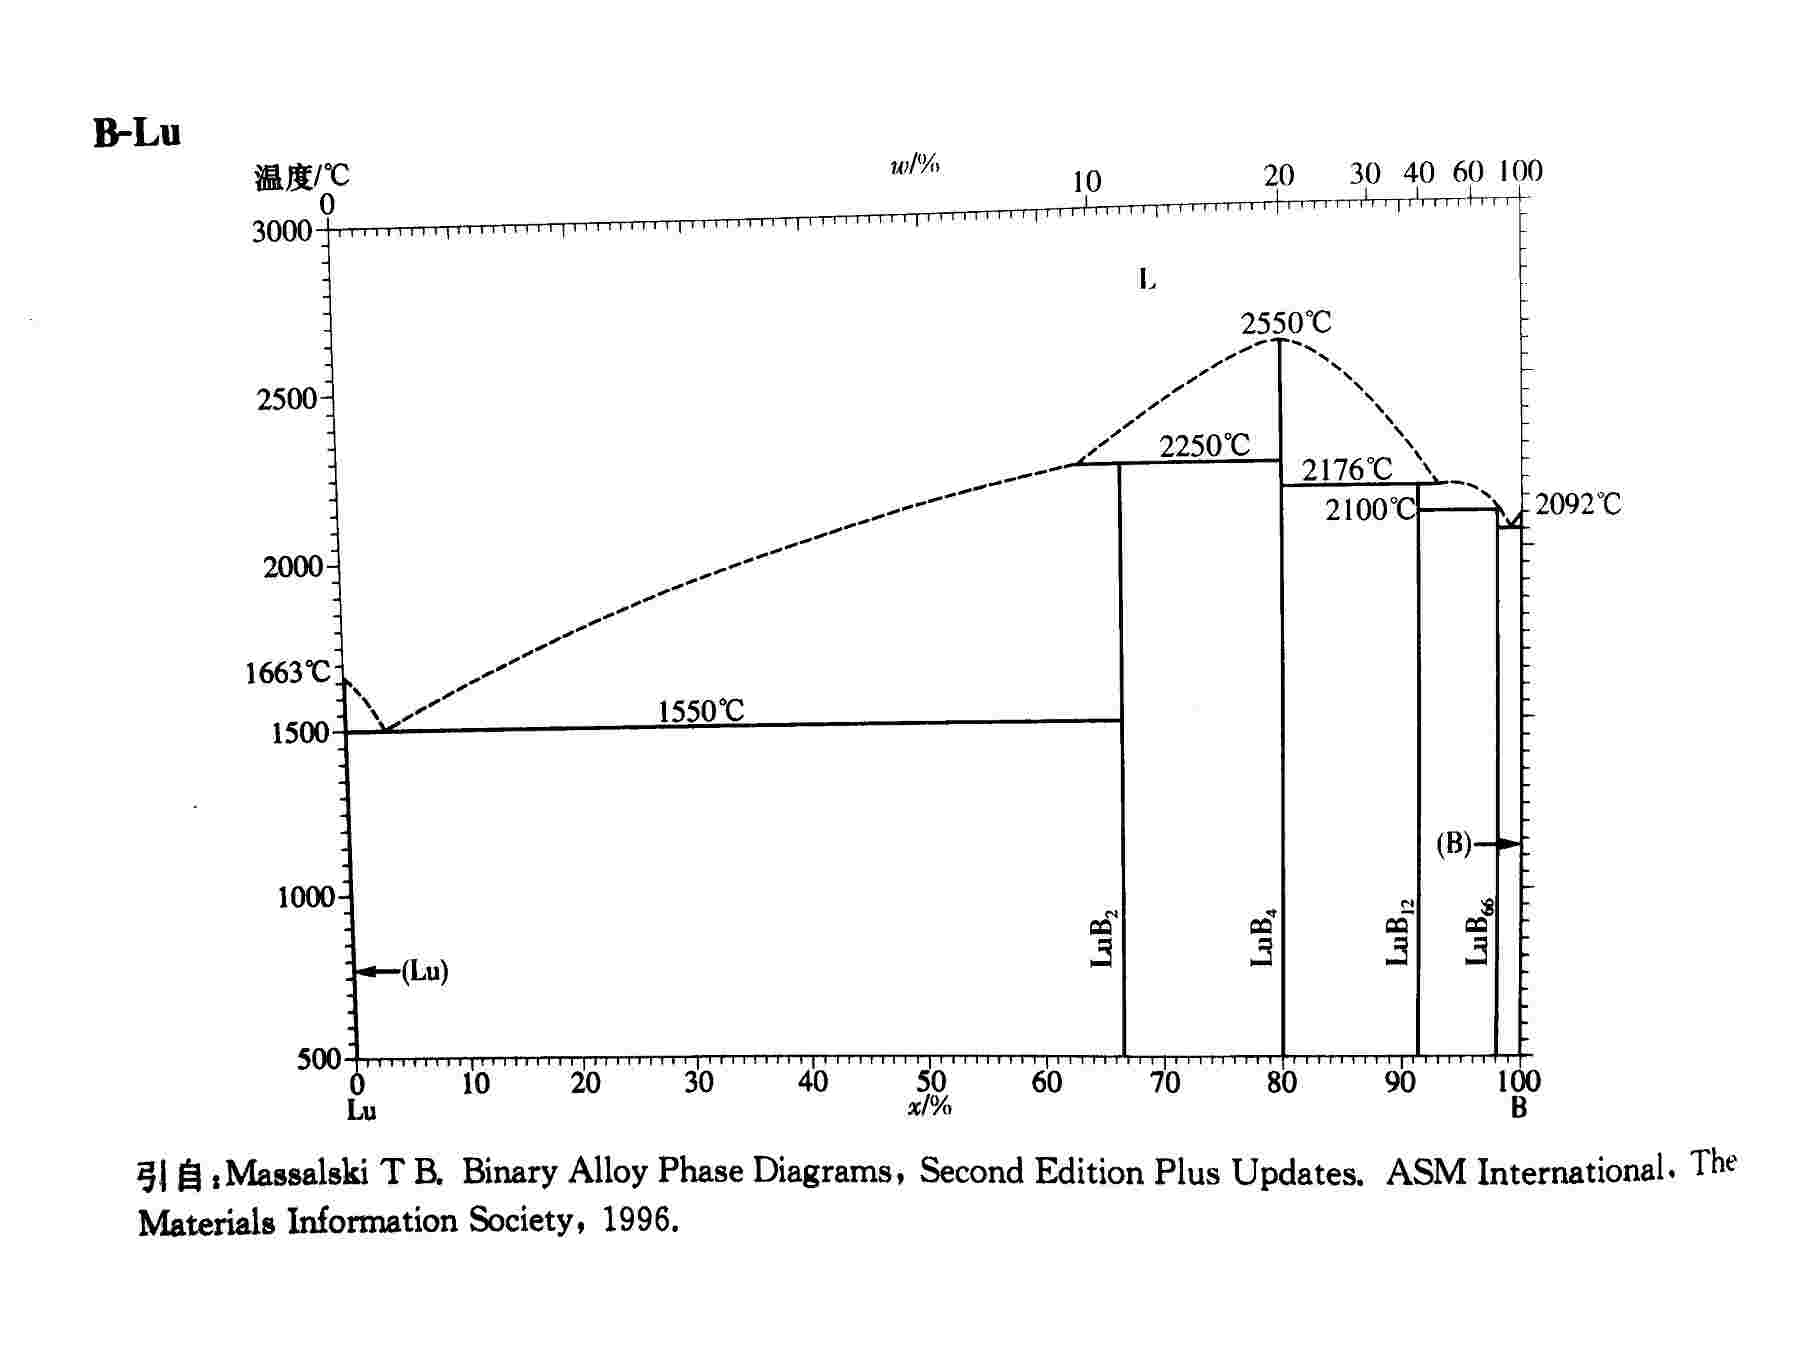 B-Lu
温度/℃
w/%
0
10
20
30
40
60
100
3000
L
2550℃
2500
2250℃
2176℃
2100℃
2092℃
2000
1663℃
1550℃
1500
(B)
1000
LuB₂
LuB₄
LuB₁₂
LuB₆₆
(Lu)
500
0 10 20 30 40 50 60 70 80 90 100
Lu x/% B
引自:Massalski T B. Binary Alloy Phase Diagrams, Second Edition Plus Updates. ASM International. The
Materials Information Society, 1996.